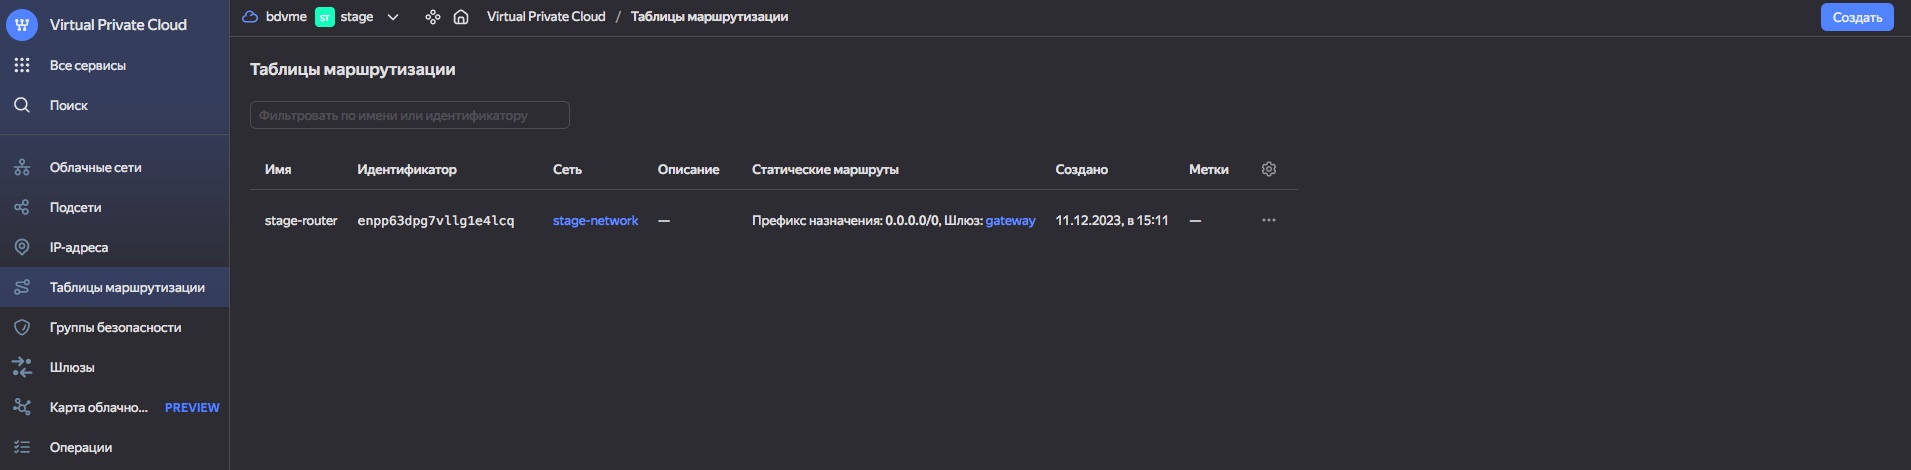 Virtual Private Cloud
Все сервисы
Поиск
Облачные сети
Подсети
IP-адреса
Таблицы маршрутизации
Группы безопасности
Шлюзы
Карта облачно... PREVIEW
Операции
bdvme ST stage Virtual Private Cloud / Таблицы маршрутизации Создать
Таблицы маршрутизации
Фильтровать по имени или идентификатору
Имя Идентификатор Сеть Описание Статические маршруты Создано Метки
stage-router enpp63dpg7vllg1e4lcq stage-network — Префикс назначения: 0.0.0.0/0, Шлюз: gateway 11.12.2023, в 15:11 —